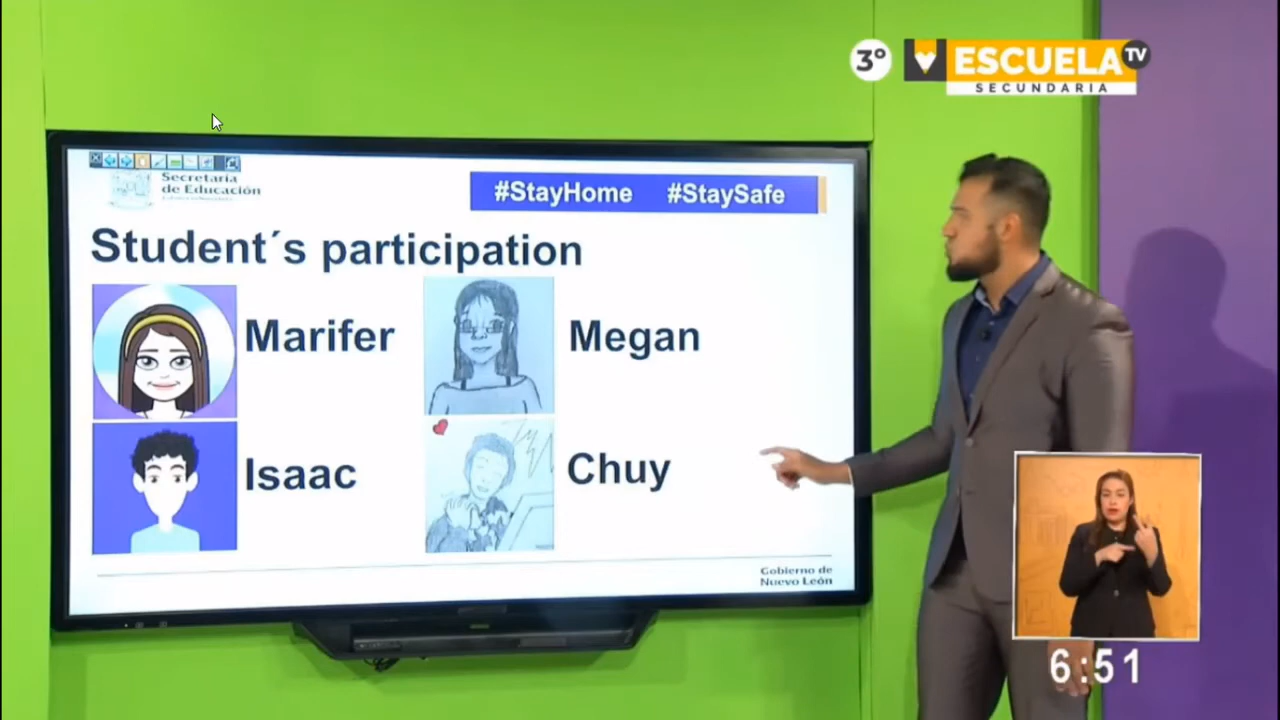 3º
ESCUELA TV
SECUNDARIA
Secretaría
de Educación
#StayHome #StaySafe
Student´s participation
Marifer
Megan
Isaac
Chuy
Gobierno de
Nuevo León
6:51